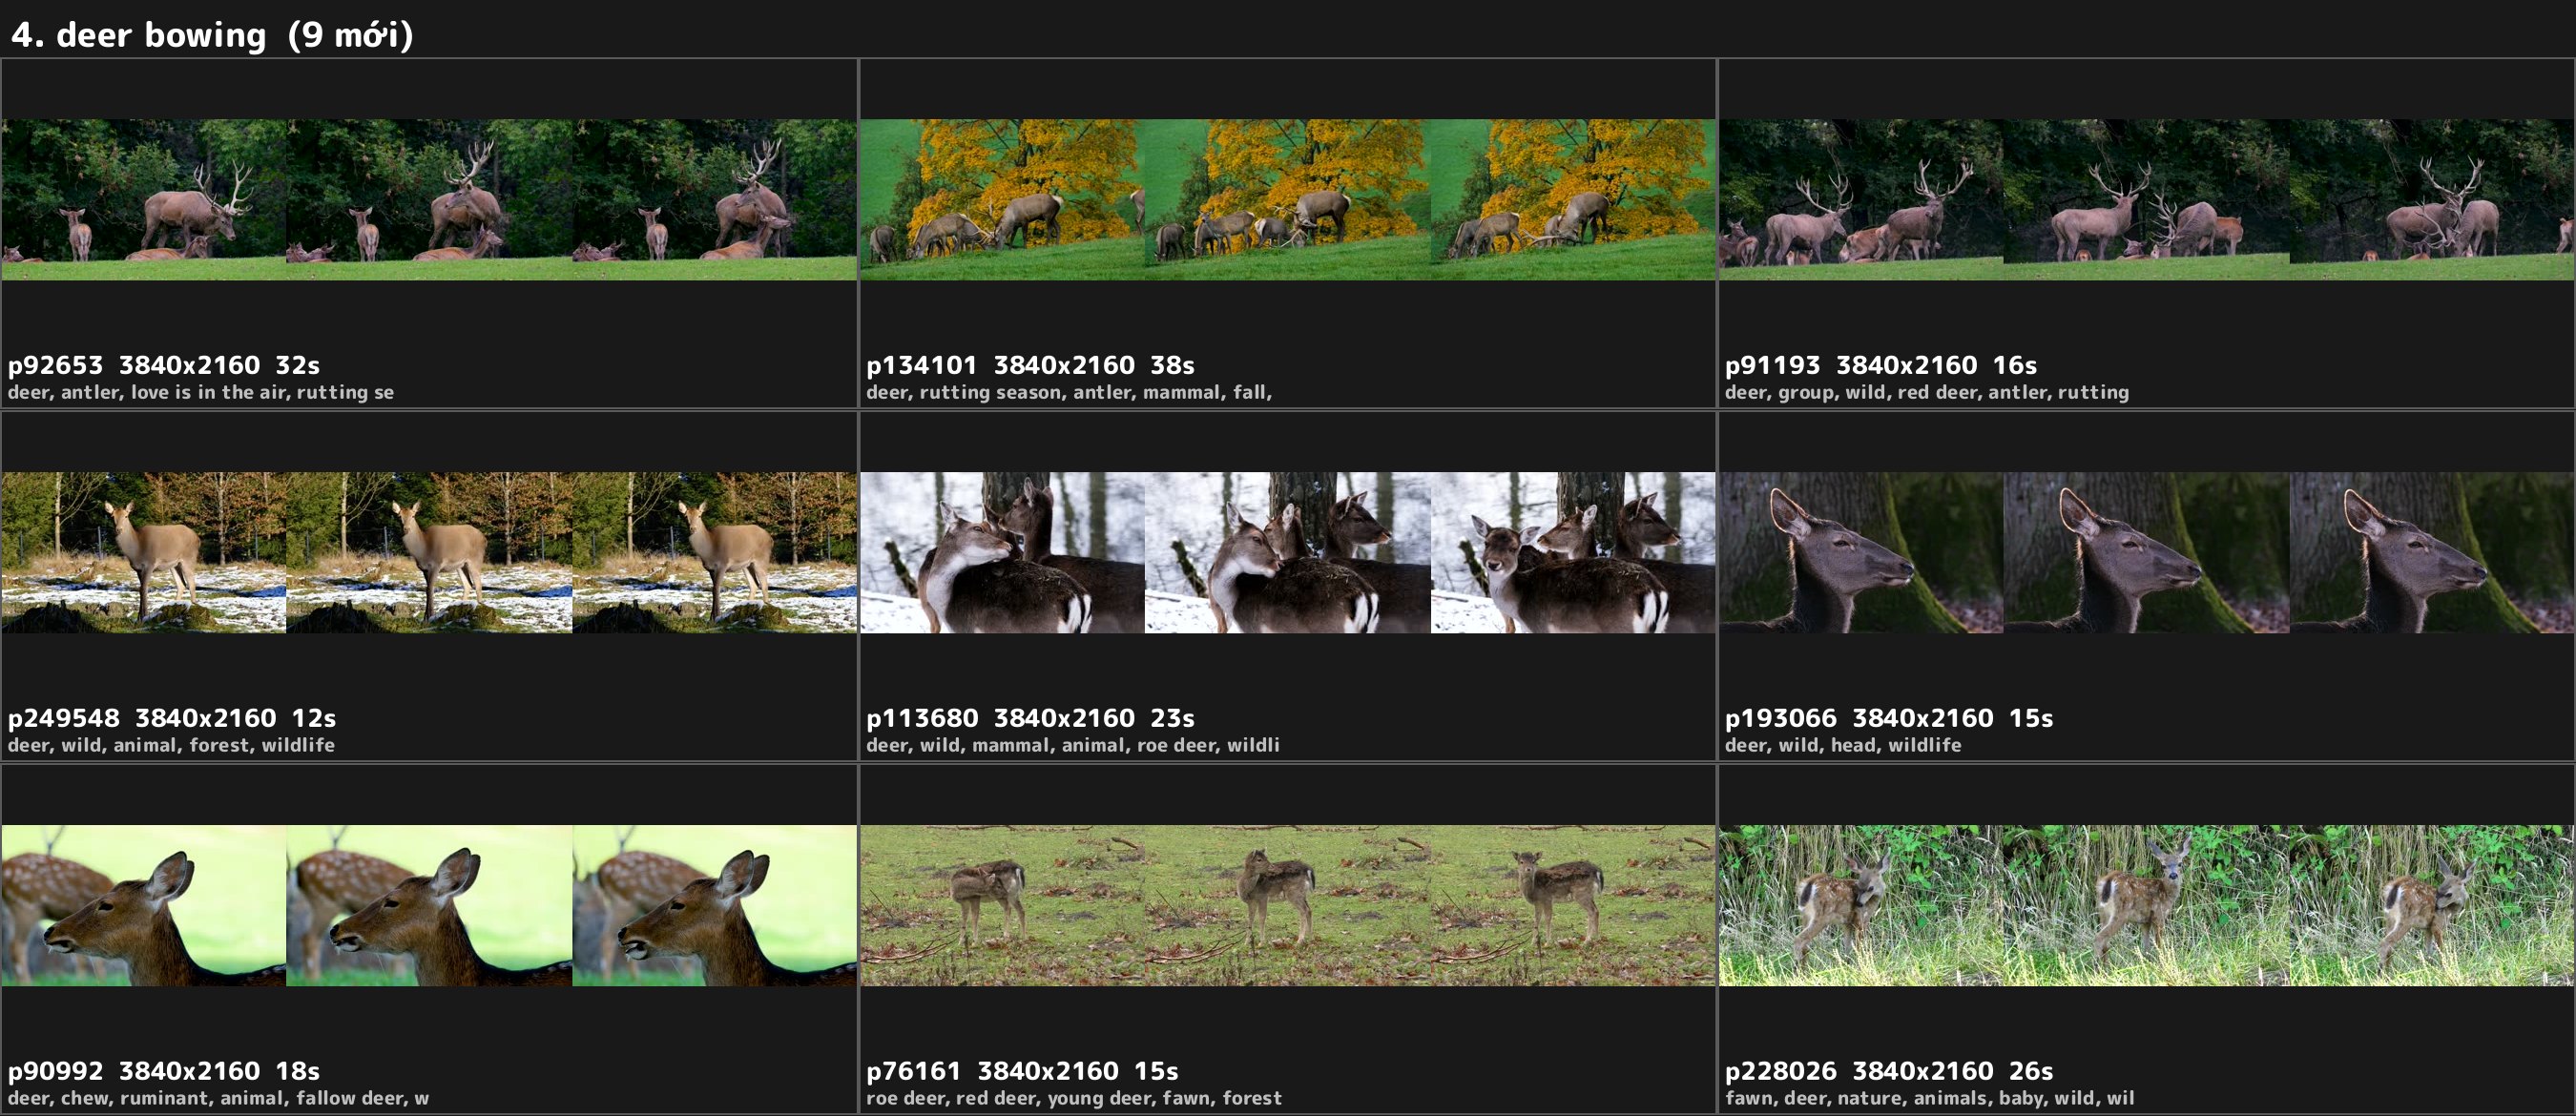 4. deer bowing (9 mới)
p92653 3840x2160 32s
deer, antler, love is in the air, rutting se
p134101 3840x2160 38s
deer, rutting season, antler, mammal, fall,
p91193 3840x2160 16s
deer, group, wild, red deer, antler, rutting
p249548 3840x2160 12s
deer, wild, animal, forest, wildlife
p113680 3840x2160 23s
deer, wild, mammal, animal, roe deer, wildli
p193066 3840x2160 15s
deer, wild, head, wildlife
p90992 3840x2160 18s
deer, chew, ruminant, animal, fallow deer, w
p76161 3840x2160 15s
roe deer, red deer, young deer, fawn, forest
p228026 3840x2160 26s
fawn, deer, nature, animals, baby, wild, wil